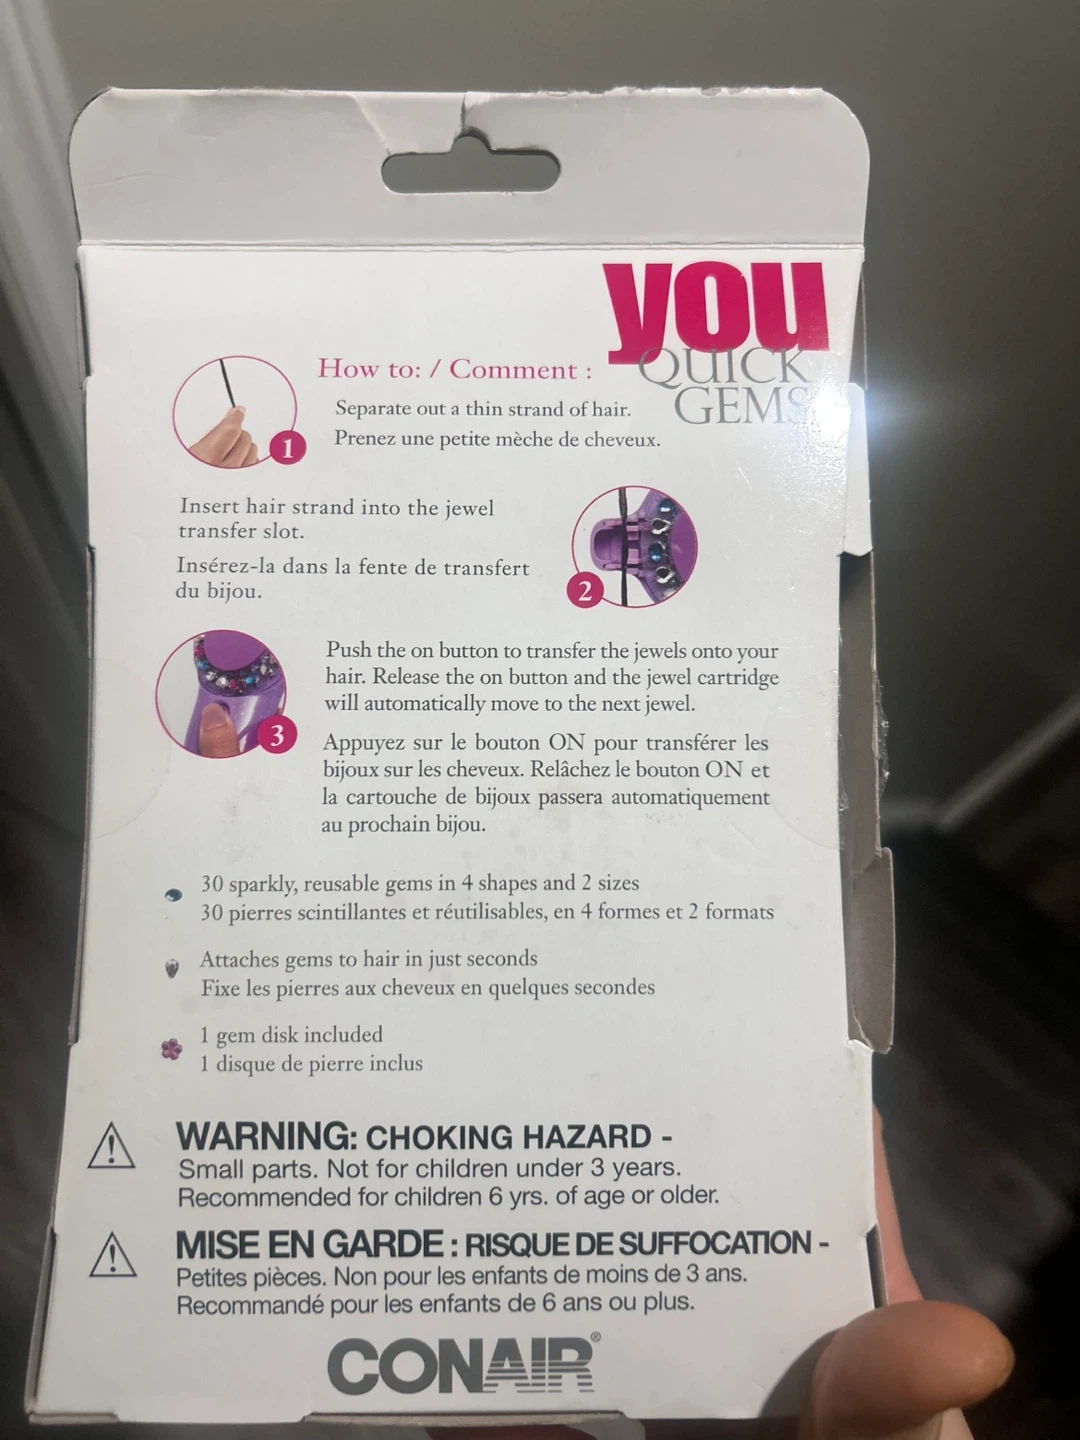 you
QUICK
GEMS
How to: / Comment :
Separate out a thin strand of hair.
Prenez une petite mèche de cheveux.
1
Insert hair strand into the jewel
transfer slot.
Insérez-la dans la fente de transfert
du bijou.
2
Push the on button to transfer the jewels onto your
hair. Release the on button and the jewel cartridge
will automatically move to the next jewel.
3
Appuyez sur le bouton ON pour transférer les
bijoux sur les cheveux. Relâchez le bouton ON et
la cartouche de bijoux passera automatiquement
au prochain bijou.
30 sparkly, reusable gems in 4 shapes and 2 sizes
30 pierres scintillantes et réutilisables, en 4 formes et 2 formats
Attaches gems to hair in just seconds
Fixe les pierres aux cheveux en quelques secondes
1 gem disk included
1 disque de pierre inclus
WARNING: CHOKING HAZARD -
Small parts. Not for children under 3 years.
Recommended for children 6 yrs. of age or older.
MISE EN GARDE : RISQUE DE SUFFOCATION -
Petites pièces. Non pour les enfants de moins de 3 ans.
Recommandé pour les enfants de 6 ans ou plus.
CONAIR®